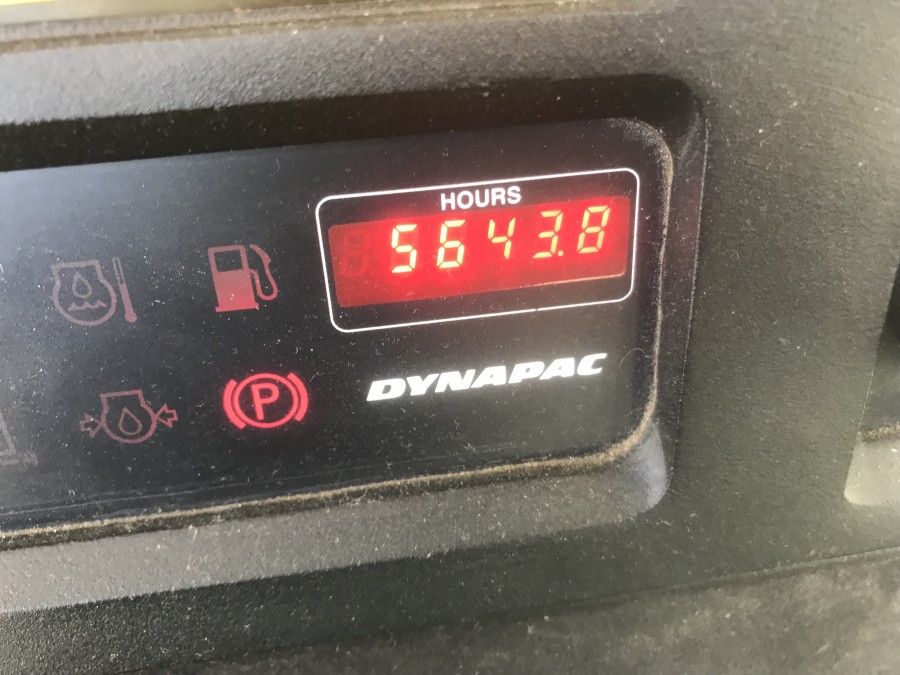 HOURS
5643.8
DYNAPAC
P